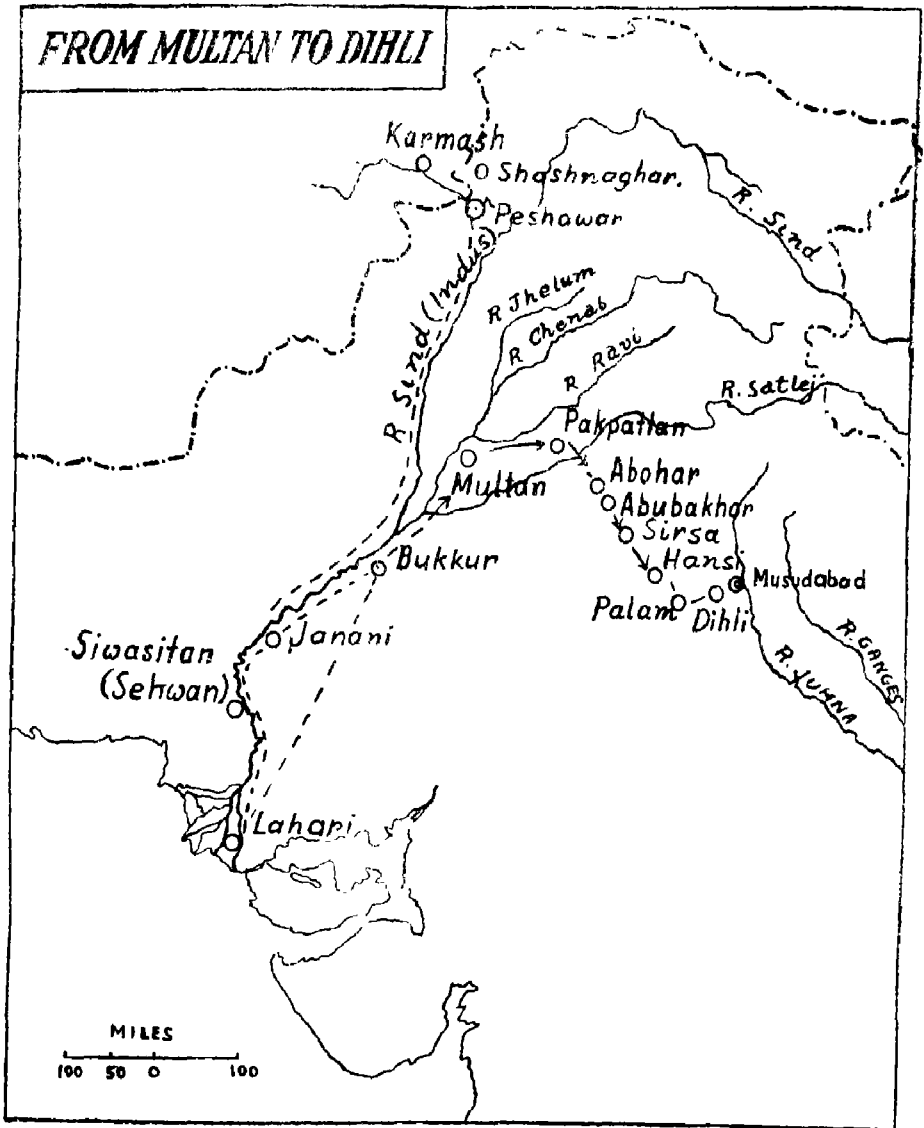 FROM MULTAN TO DIHLI
Karmash
Shashnaghar.
Peshawar
R. Sind
R Sind (Indus)
R Jhelum
R Chenab
R Ravi
R. Satlej
Pakpattan
Multan
Abohar
Abubakhar
Sirsa
Hansi
Musudabad
Bukkur
Palam
Dihli
Janani
Siwasitan
(Sehwan)
R. GANGES
R. JUMNA
Lahari
MILES
100 50 0 100